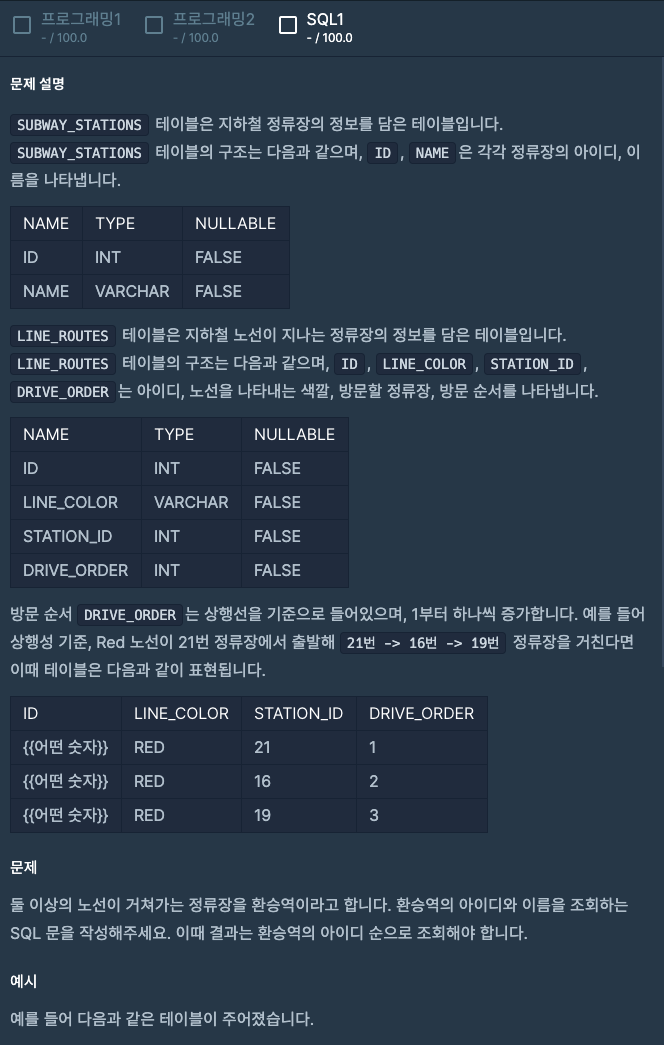 프로그래밍1 프로그래밍2 SQL1
- / 100.0 - / 100.0 - / 100.0
문제 설명
SUBWAY_STATIONS 테이블은 지하철 정류장의 정보를 담은 테이블입니다.
SUBWAY_STATIONS 테이블의 구조는 다음과 같으며, ID , NAME 은 각각 정류장의 아이디, 이
름을 나타냅니다.
NAME TYPE NULLABLE
ID INT FALSE
NAME VARCHAR FALSE
LINE_ROUTES 테이블은 지하철 노선이 지나는 정류장의 정보를 담은 테이블입니다.
LINE_ROUTES 테이블의 구조는 다음과 같으며, ID , LINE_COLOR , STATION_ID ,
DRIVE_ORDER 는 아이디, 노선을 나타내는 색깔, 방문할 정류장, 방문 순서를 나타냅니다.
NAME TYPE NULLABLE
ID INT FALSE
LINE_COLOR VARCHAR FALSE
STATION_ID INT FALSE
DRIVE_ORDER INT FALSE
방문 순서 DRIVE_ORDER 는 상행선을 기준으로 들어있으며, 1부터 하나씩 증가합니다. 예를 들어
상행성 기준, Red 노선이 21번 정류장에서 출발해 21번 -> 16번 -> 19번 정류장을 거친다면
이때 테이블은 다음과 같이 표현됩니다.
ID LINE_COLOR STATION_ID DRIVE_ORDER
{{어떤 숫자}} RED 21 1
{{어떤 숫자}} RED 16 2
{{어떤 숫자}} RED 19 3
문제
둘 이상의 노선이 거쳐가는 정류장을 환승역이라고 합니다. 환승역의 아이디와 이름을 조회하는
SQL 문을 작성해주세요. 이때 결과는 환승역의 아이디 순으로 조회해야 합니다.
예시
예를 들어 다음과 같은 테이블이 주어졌습니다.